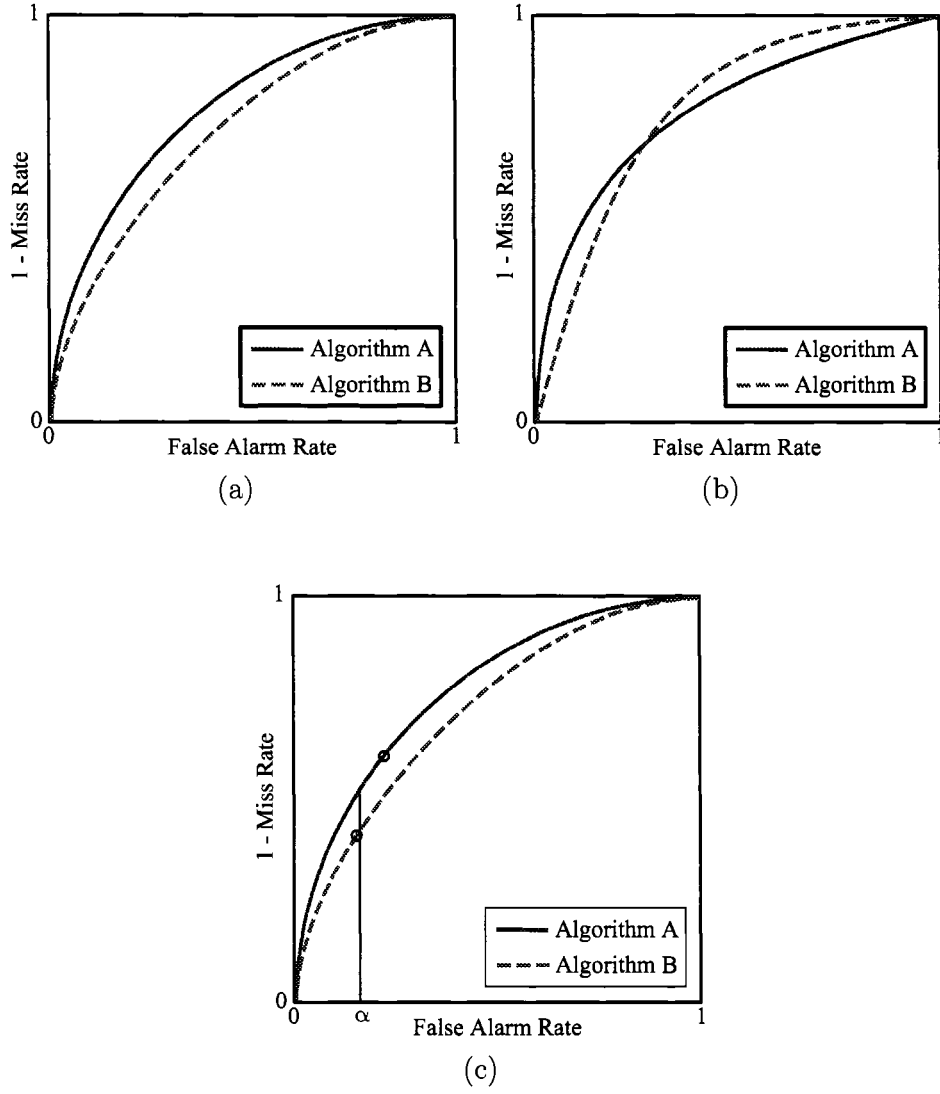 1
1 - Miss Rate
Algorithm A
Algorithm B
0
0
False Alarm Rate
1
(a)
1
1 - Miss Rate
Algorithm A
Algorithm B
0
0
False Alarm Rate
1
(b)
1
1 - Miss Rate
Algorithm A
Algorithm B
0
0
α
False Alarm Rate
1
(c)